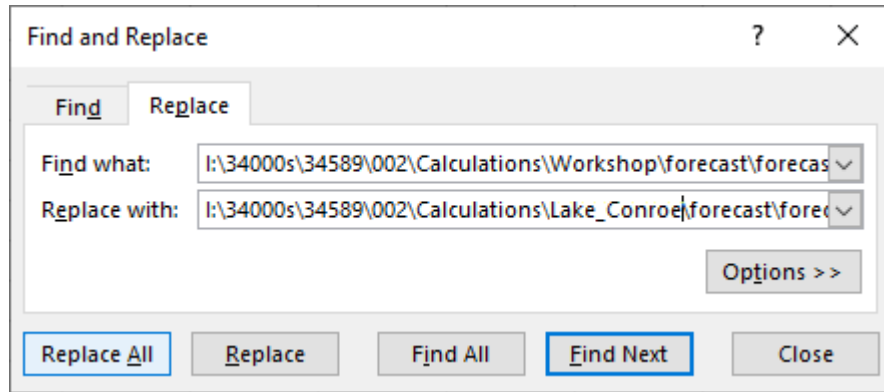 Find and Replace ?
Find Replace
Find what: I:\34000s\34589\002\Calculations\Workshop\forecast\forecas
Replace with: I:\34000s\34589\002\Calculations\Lake_Conroe\forecast\forec
Options >>
Replace All Replace Find All Find Next Close